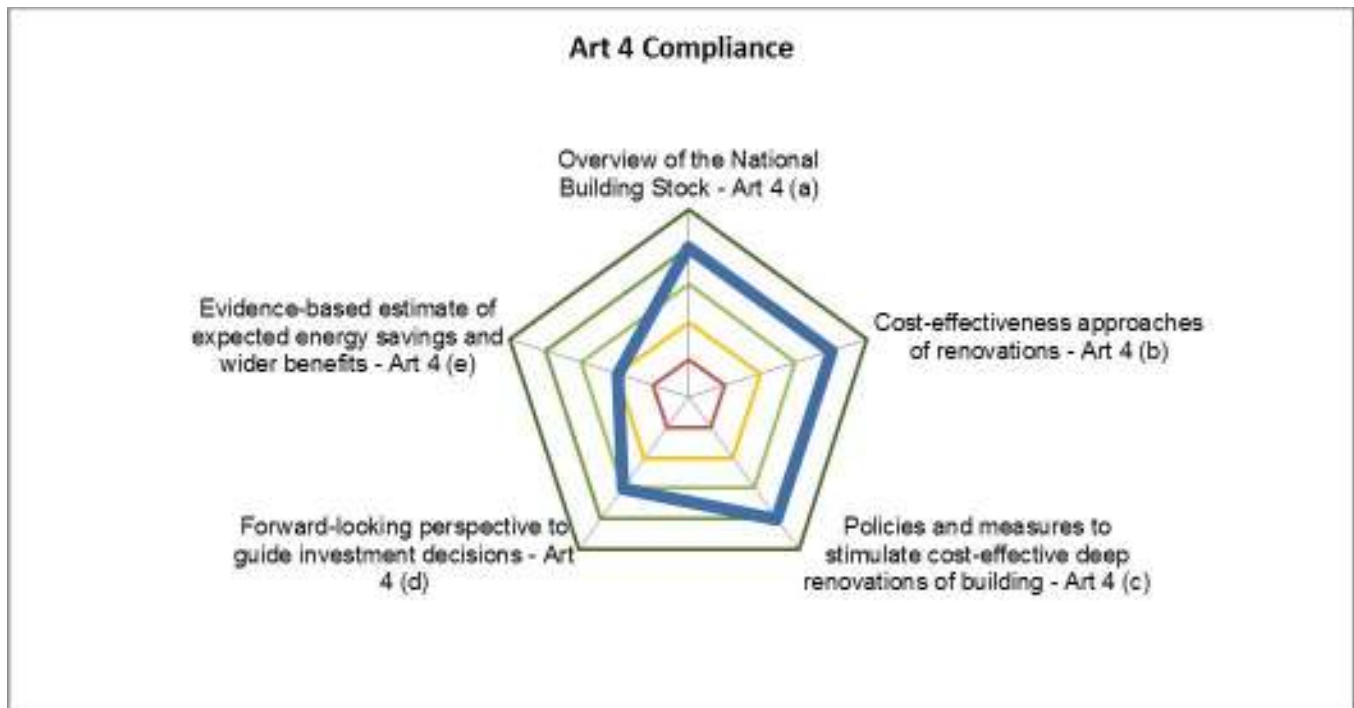 Art 4 Compliance
Overview of the National
Building Stock - Art 4 (a)
Cost-effectiveness approaches
of renovations - Art 4 (b)
Policies and measures to
stimulate cost-effective deep
renovations of building - Art 4 (c)
Forward-looking perspective to
guide investment decisions - Art
4 (d)
Evidence-based estimate of
expected energy savings and
wider benefits - Art 4 (e)